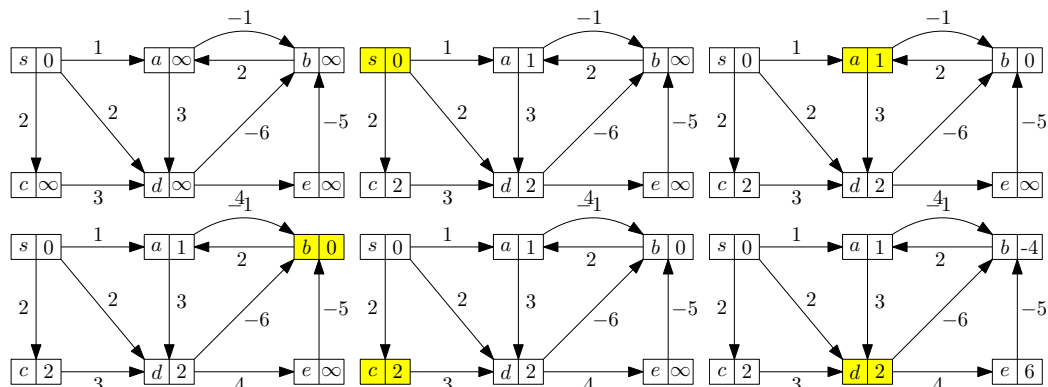 −1 −1 −1
1 1 1
s 0 a ∞ b ∞ s 0 a 1 b ∞ s 0 a 1 b 0
2 2 2
2 2 3 −5 2 2 3 −5 2 2 3 −5
−6 −6 −6
c ∞ d ∞ e ∞ c 2 d 2 e ∞ c 2 d 2 e ∞
3 4 3 4 3 4
−1 −1 −1
1 1 1
s 0 a 1 b 0 s 0 a 1 b 0 s 0 a 1 b -4
2 2 2
2 2 3 −5 2 2 3 −5 2 2 3 −5
−6 −6 −6
c 2 d 2 e ∞ c 2 d 2 e ∞ c 2 d 2 e 6
3 4 3 4 3 4